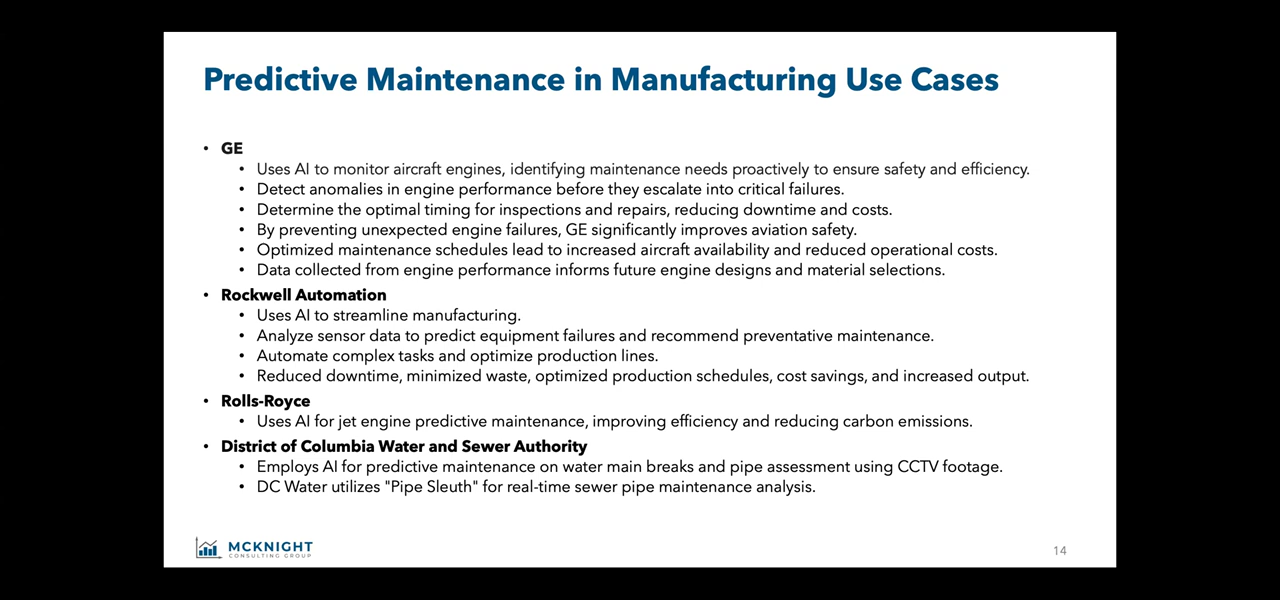 Predictive Maintenance in Manufacturing Use Cases
• GE
• Uses AI to monitor aircraft engines, identifying maintenance needs proactively to ensure safety and efficiency.
• Detect anomalies in engine performance before they escalate into critical failures.
• Determine the optimal timing for inspections and repairs, reducing downtime and costs.
• By preventing unexpected engine failures, GE significantly improves aviation safety.
• Optimized maintenance schedules lead to increased aircraft availability and reduced operational costs.
• Data collected from engine performance informs future engine designs and material selections.
• Rockwell Automation
• Uses AI to streamline manufacturing.
• Analyze sensor data to predict equipment failures and recommend preventative maintenance.
• Automate complex tasks and optimize production lines.
• Reduced downtime, minimized waste, optimized production schedules, cost savings, and increased output.
• Rolls-Royce
• Uses AI for jet engine predictive maintenance, improving efficiency and reducing carbon emissions.
• District of Columbia Water and Sewer Authority
• Employs AI for predictive maintenance on water main breaks and pipe assessment using CCTV footage.
• DC Water utilizes "Pipe Sleuth" for real-time sewer pipe maintenance analysis.
MCKNIGHT
CONSULTING GROUP
14